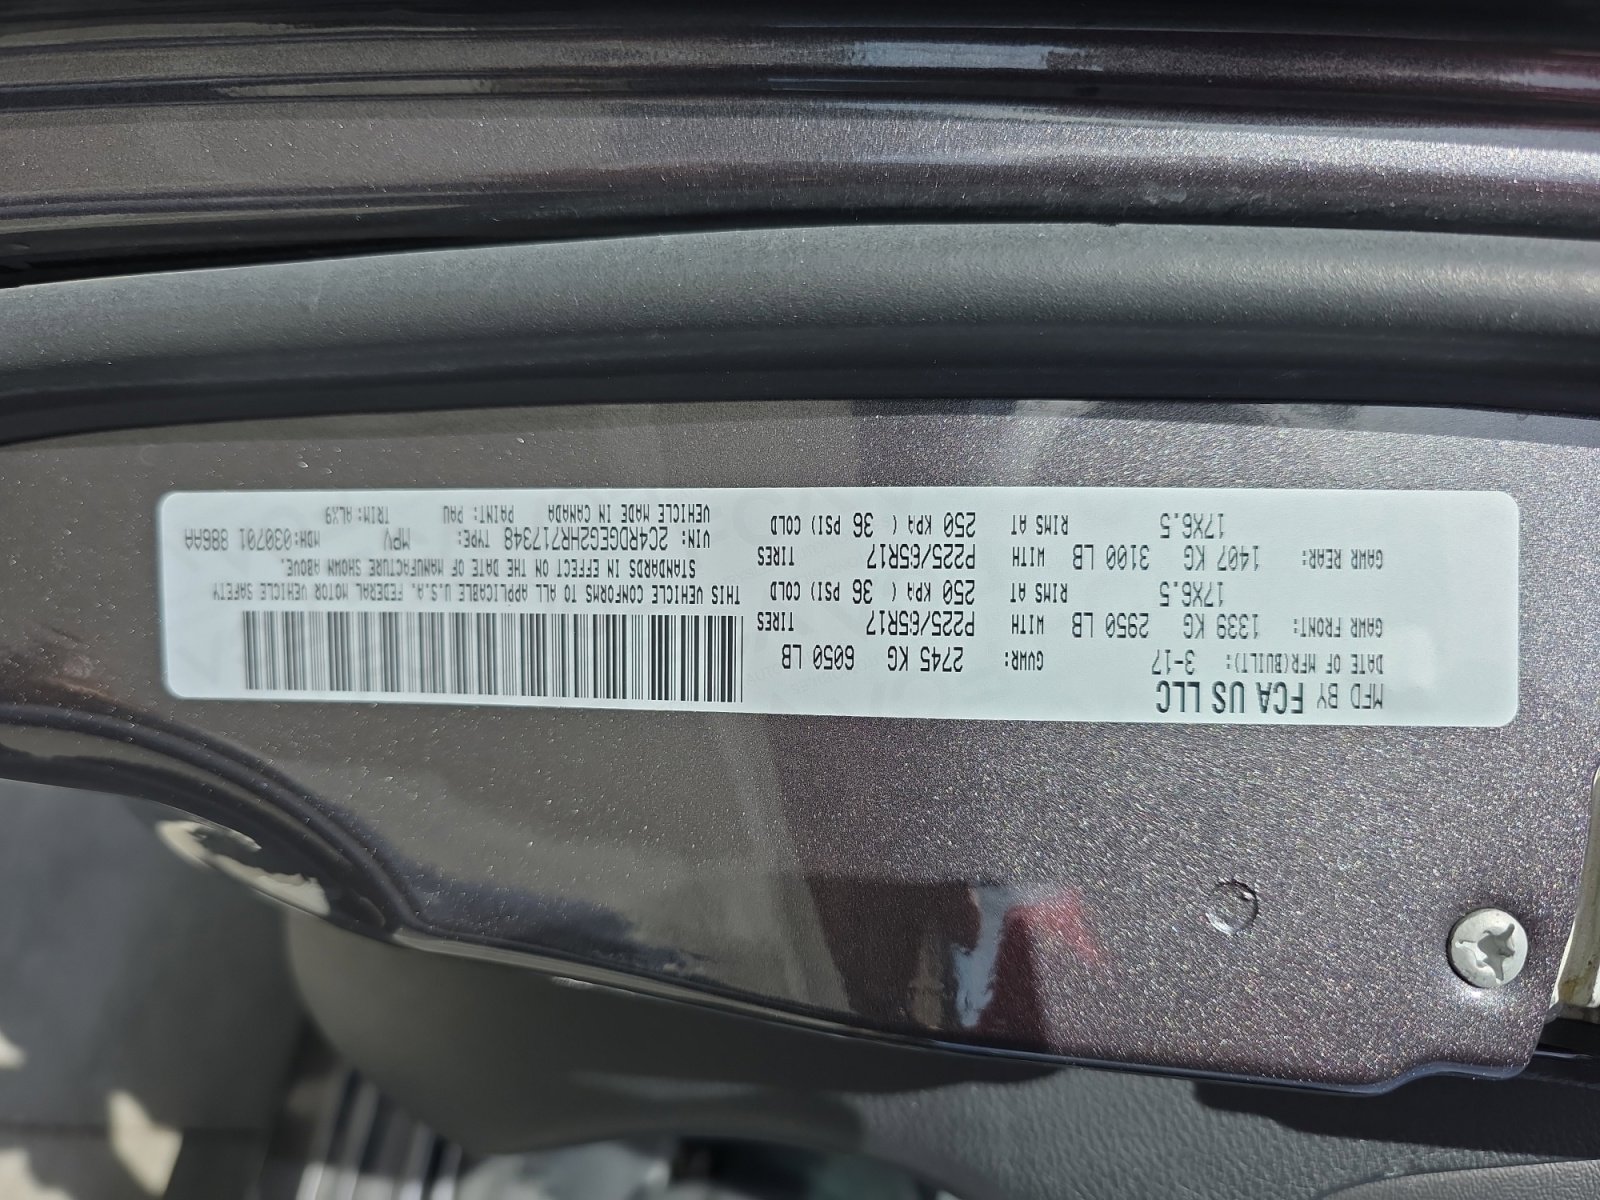 MFD BY FCA US LLC
DATE OF MFR(BUILT): 3-17 GVWR: 2745 KG 6050 LB
GAWR FRONT: 1339 KG 2950 LB WITH P225/65R17 TIRES
17X6.5 RIMS AT 250 KPA ( 36 PSI) COLD
GAWR REAR: 1407 KG 3100 LB WITH P225/65R17 TIRES
17X6.5 RIMS AT 250 KPA ( 36 PSI) COLD
THIS VEHICLE CONFORMS TO ALL APPLICABLE U.S.A. FEDERAL MOTOR VEHICLE SAFETY
STANDARDS IN EFFECT ON THE DATE OF MANUFACTURE SHOWN ABOVE.
VIN: 2C4RDGEG2HR717348 TYPE: MPV MDH:030701 886AA
VEHICLE MADE IN CANADA PAINT: PAU TRIM:ALX9